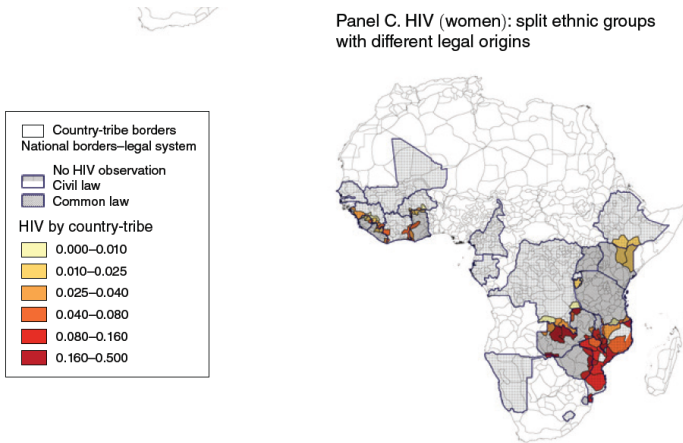 Panel C. HIV (women): split ethnic groups
with different legal origins
Country-tribe borders
National borders–legal system
No HIV observation
Civil law
Common law
HIV by country-tribe
0.000–0.010
0.010–0.025
0.025–0.040
0.040–0.080
0.080–0.160
0.160–0.500